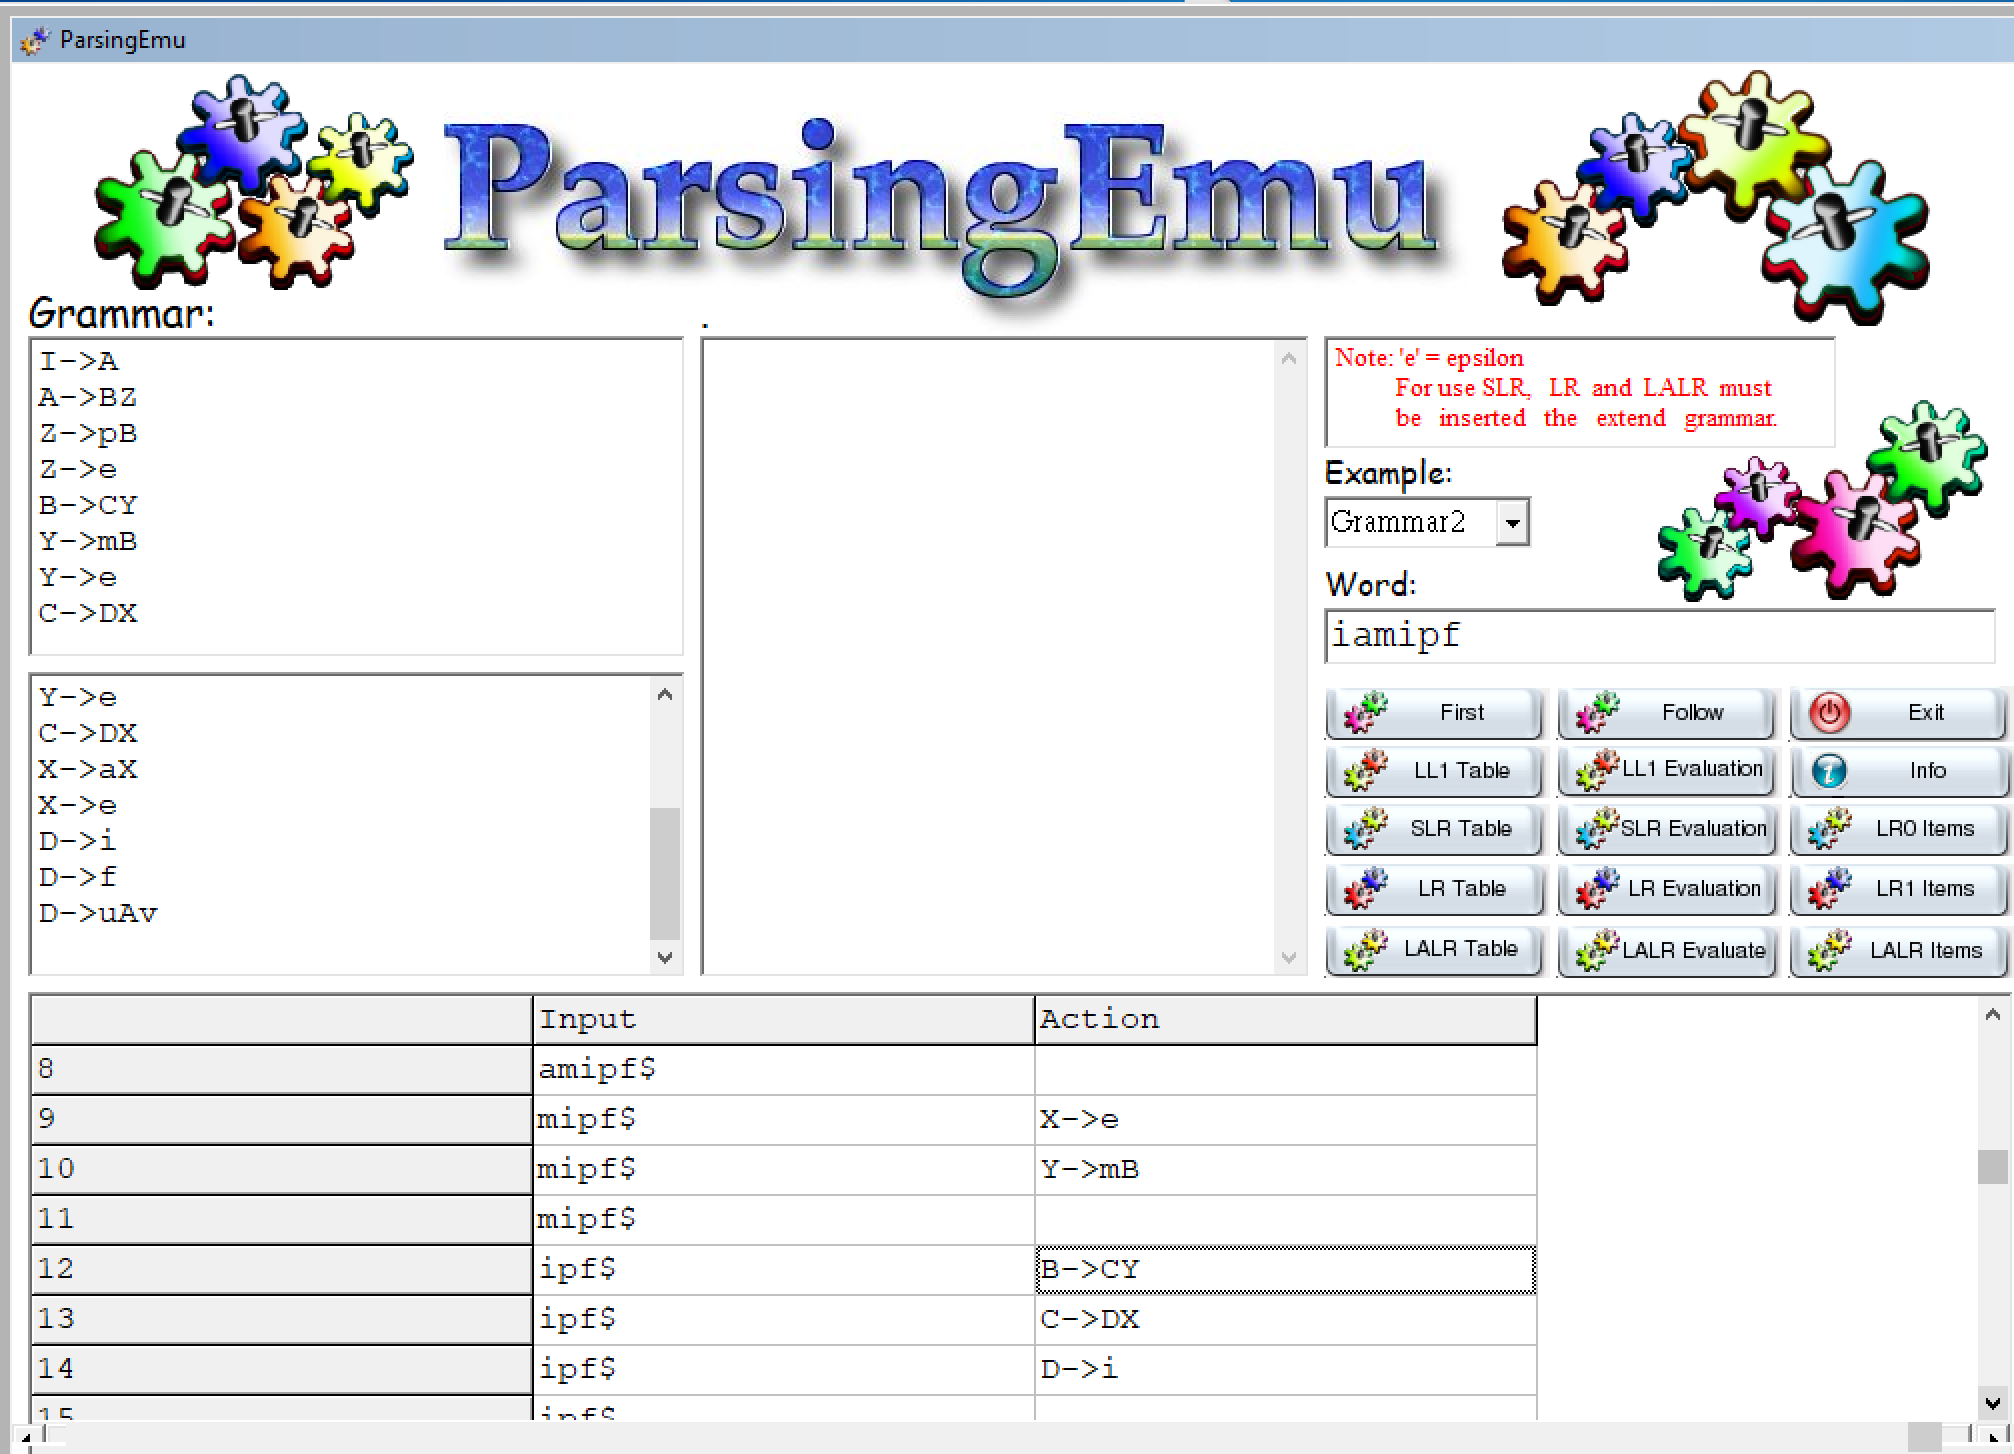 ParsingEmu
ParsingEmu
Grammar:
.
I->A
A->BZ
Z->pB
Z->e
B->CY
Y->mB
Y->e
C->DX
Y->e
C->DX
X->aX
X->e
D->i
D->f
D->uAv
Note: 'e' = epsilon
For use SLR, LR and LALR must
be inserted the extend grammar.
Example:
Grammar2
Word:
iamipf
First Follow Exit
LL1 Table LL1 Evaluation Info
SLR Table SLR Evaluation LR0 Items
LR Table LR Evaluation LR1 Items
LALR Table LALR Evaluate LALR Items
Input Action
8 amipf$
9 mipf$ X->e
10 mipf$ Y->mB
11 mipf$
12 ipf$ B->CY
13 ipf$ C->DX
14 ipf$ D->i
15 ipf$